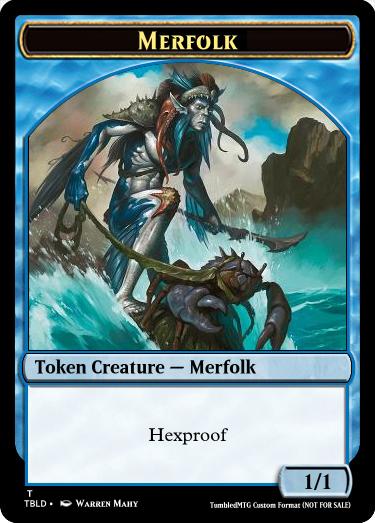 Merfolk
Token Creature — Merfolk
Hexproof
1/1
T
TBLD • Warren Mahy
TumbledMTG Custom Format (NOT FOR SALE)